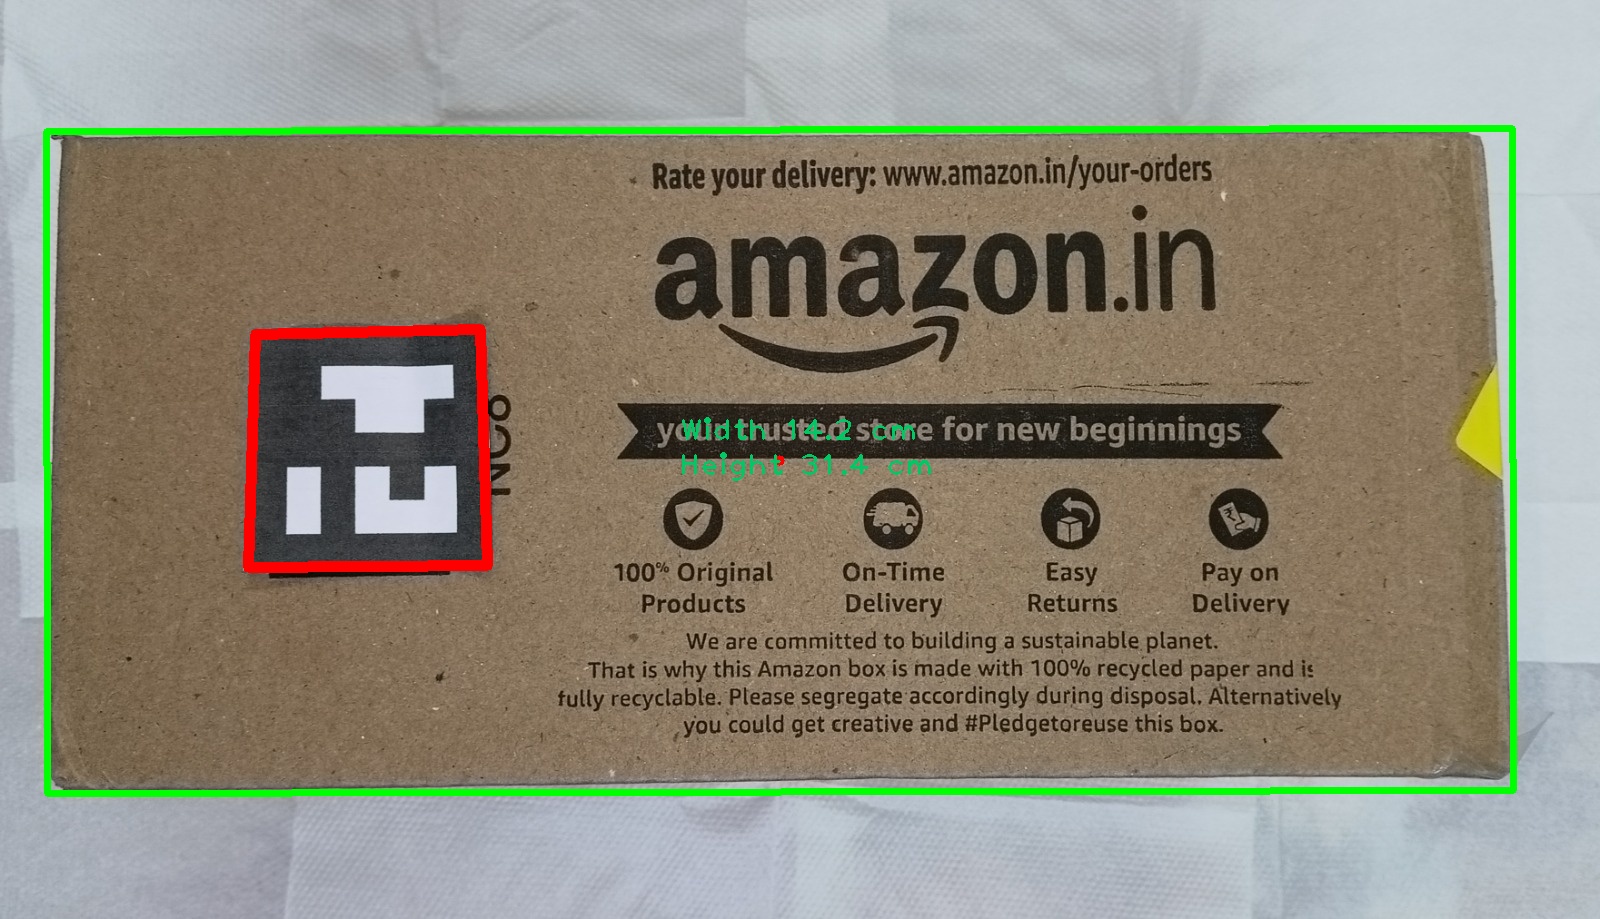 Rate your delivery: www.amazon.in/your-orders
amazon.in
NC8
your trusted store for new beginnings
Width 14.2 cm
Height 31.4 cm
100% Original Products
On-Time Delivery
Easy Returns
Pay on Delivery
We are committed to building a sustainable planet.
That is why this Amazon box is made with 100% recycled paper and is
fully recyclable. Please segregate accordingly during disposal. Alternatively
you could get creative and #Pledgetoreuse this box.